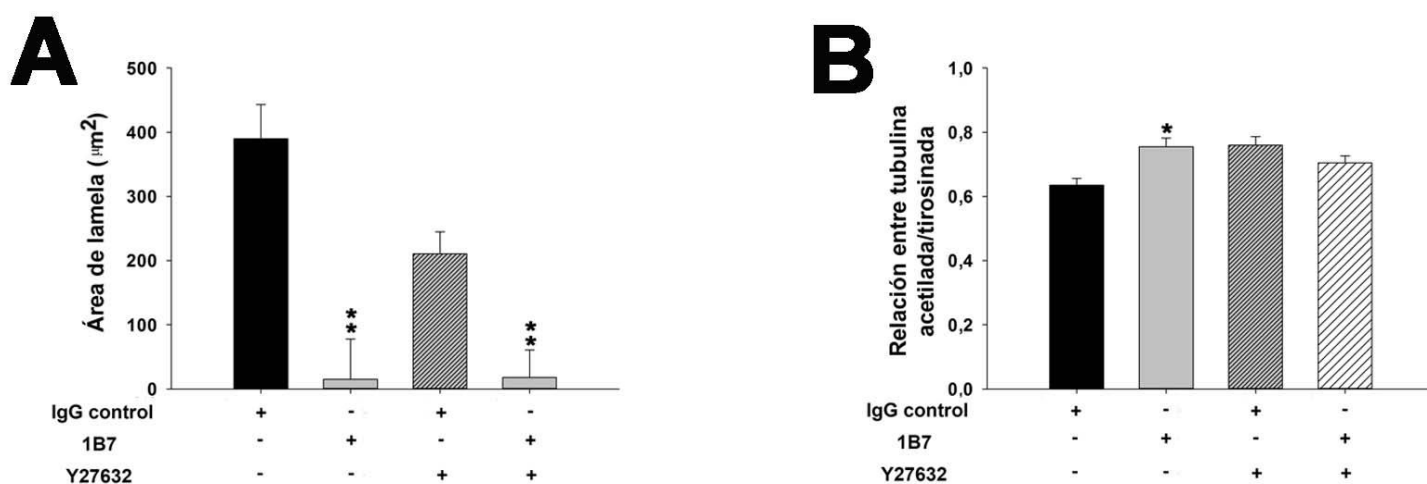 A
Área de lamela (µm²)
500
400
300
200
100
0
**
**
IgG control + - + -
1B7 - + - +
Y27632 - - + +
B
Relación entre tubulina
acetilada/tirosinada
1,0
0,8
0,6
0,4
0,2
0,0
*
IgG control + - + -
1B7 - + - +
Y27632 - - + +